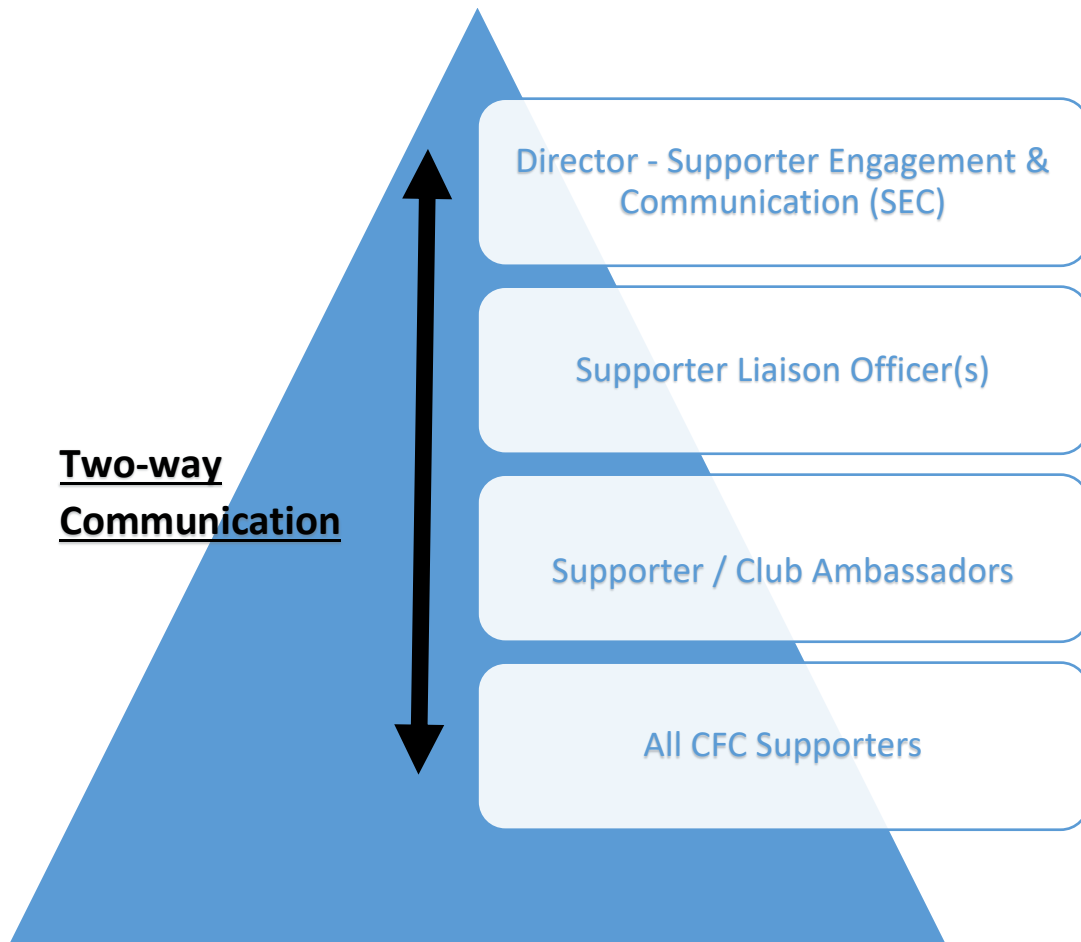 Director - Supporter Engagement &
Communication (SEC)
Supporter Liaison Officer(s)
Two-way
Communication
Supporter / Club Ambassadors
All CFC Supporters